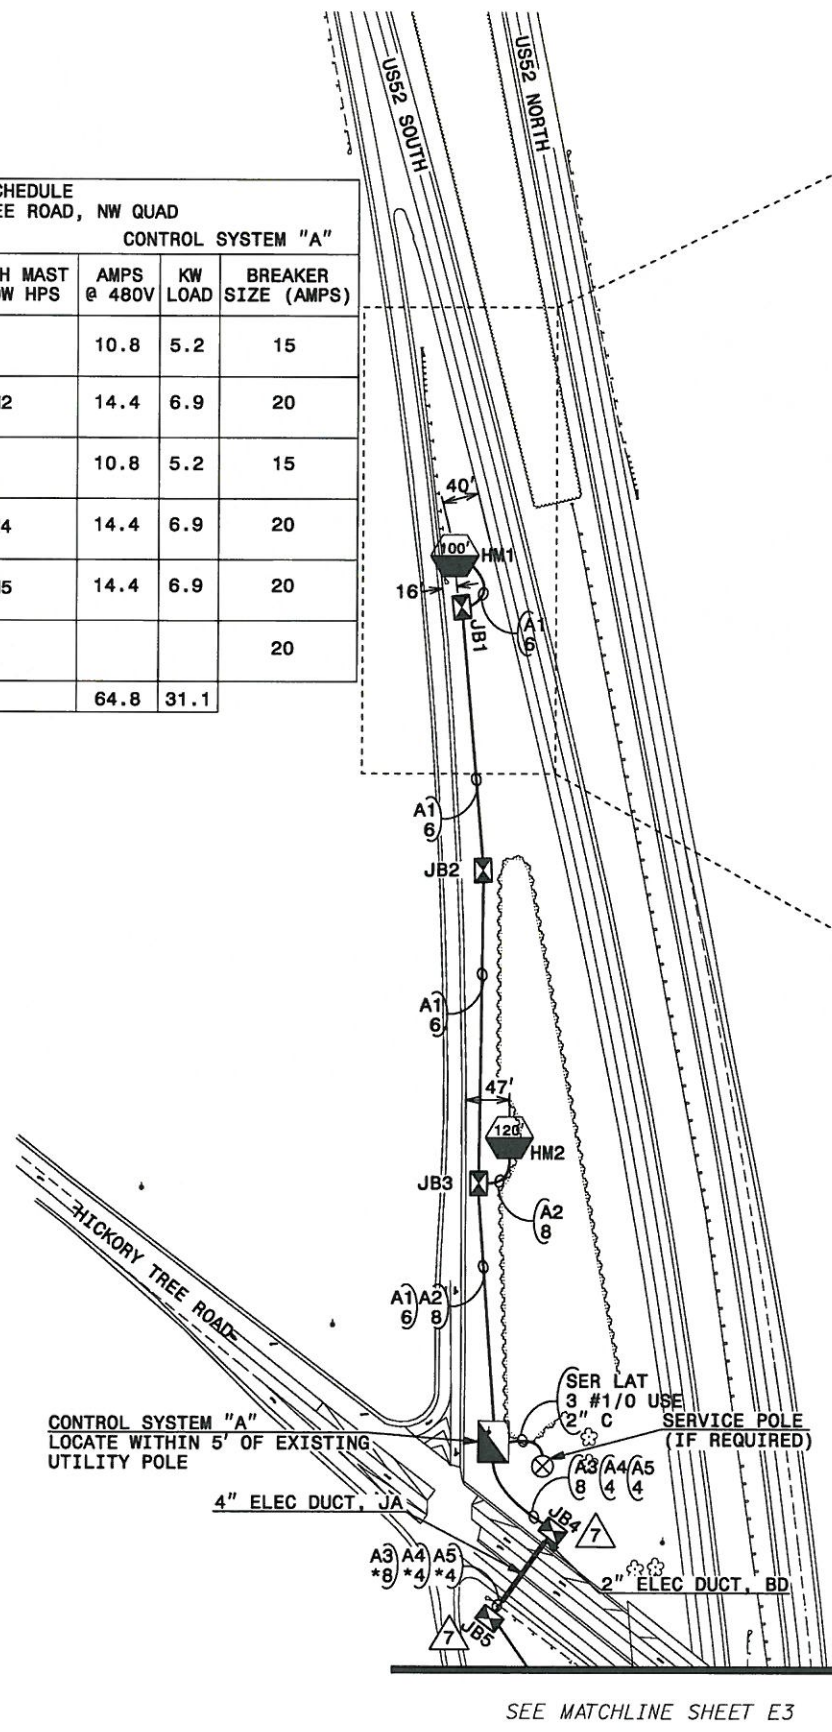 US52 SOUTH
US52 NORTH
CHEDULE
EE ROAD, NW QUAD
CONTROL SYSTEM "A"
H MAST AMPS KW BREAKER
OW HPS @ 480V LOAD SIZE (AMPS)
10.8 5.2 15
12 14.4 6.9 20
10.8 5.2 15
4 14.4 6.9 20
15 14.4 6.9 20
20
64.8 31.1
40'
100' HM1
16'
JB1
A1
6
A1
6
JB2
A1
6
47'
120'
HM2
JB3
A2
8
HICKORY TREE ROAD
A1 A2
6 8
SER LAT
3 #1/0 USE
2" C
CONTROL SYSTEM "A"
LOCATE WITHIN 5' OF EXISTING
UTILITY POLE
SERVICE POLE
(IF REQUIRED)
A3 A4 A5
8 4 4
4" ELEC DUCT, JA
JB4 7
A3 A4 A5
*8 *4 *4
2" ELEC DUCT, BD
JB5
7
SEE MATCHLINE SHEET E3